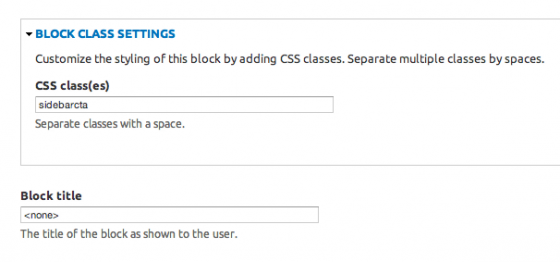 BLOCK CLASS SETTINGS
Customize the styling of this block by adding CSS classes. Separate multiple classes by spaces.
CSS class(es)
sidebarcta
Separate classes with a space.
Block title
<none>
The title of the block as shown to the user.